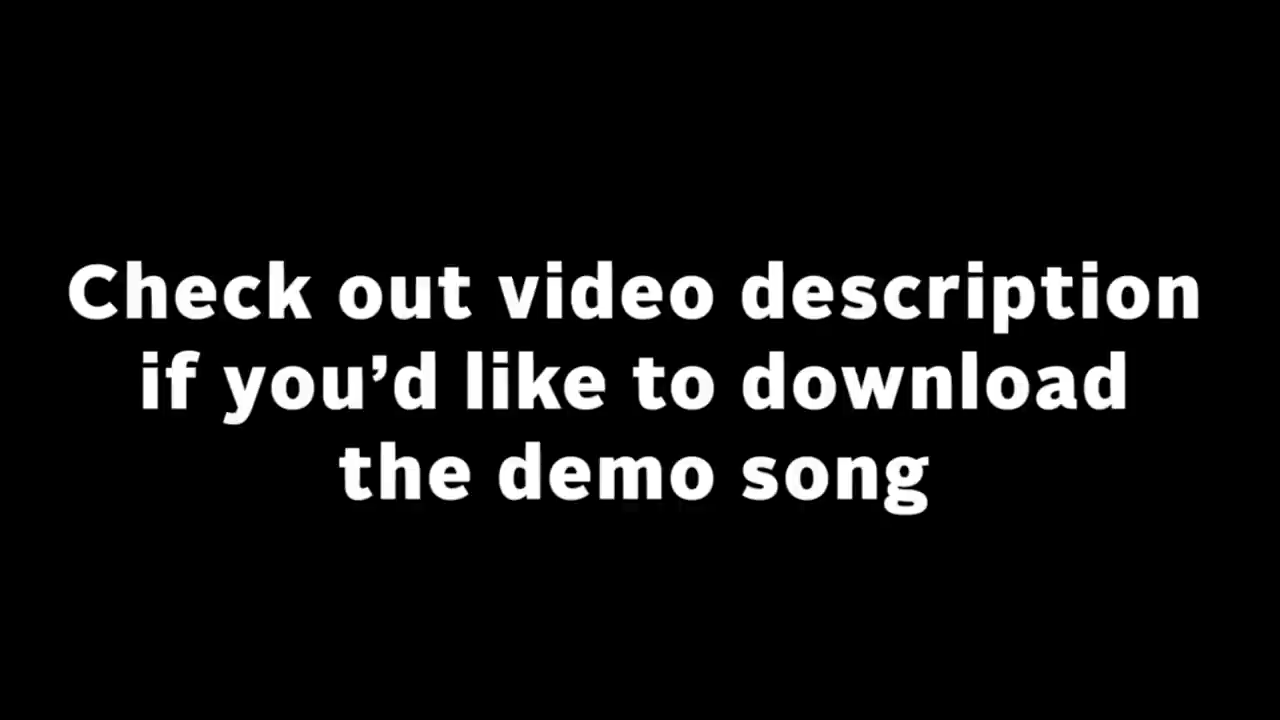 Check out video description
if you’d like to download
the demo song